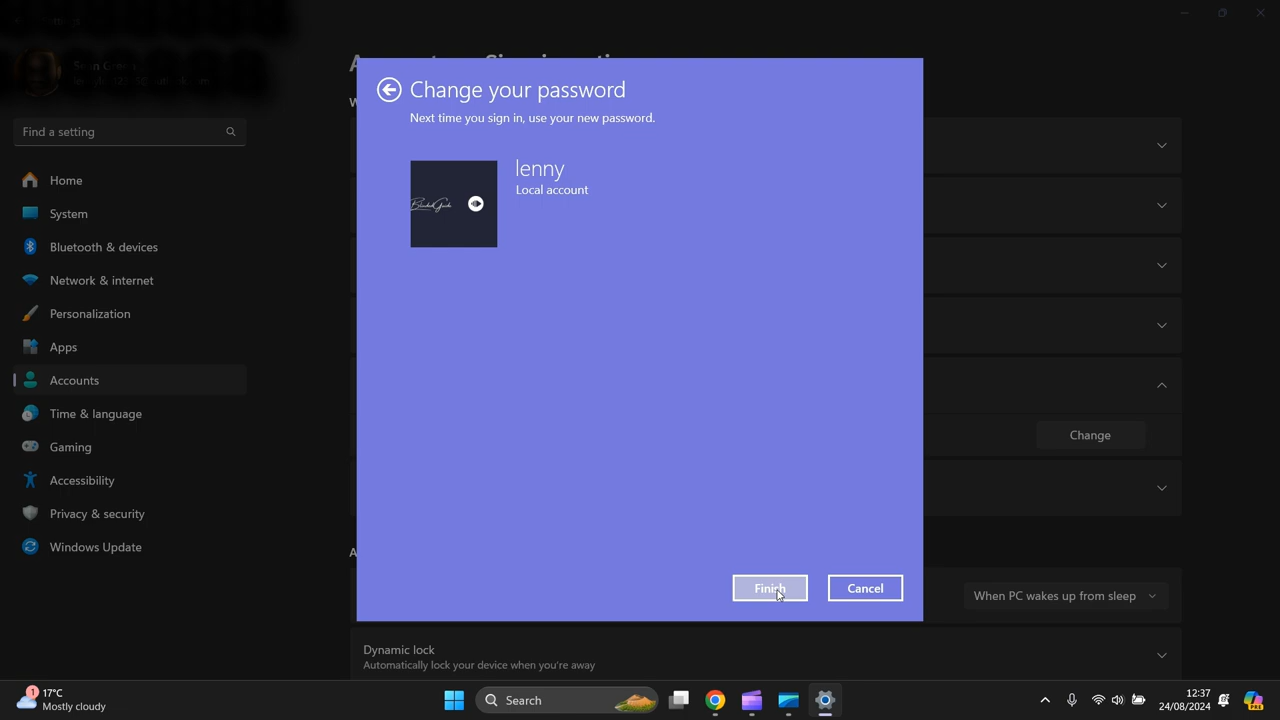 Change your password
Next time you sign in, use your new password.
lenny
Local account
Find a setting
Home
System
Bluetooth & devices
Network & internet
Personalization
Apps
Accounts
Change
Time & language
Gaming
Accessibility
Privacy & security
Windows Update
Finish
Cancel
When PC wakes up from sleep
Dynamic lock
Automatically lock your device when you're away
1
17°C
Mostly cloudy
Search
12:37
24/08/2024
PRE